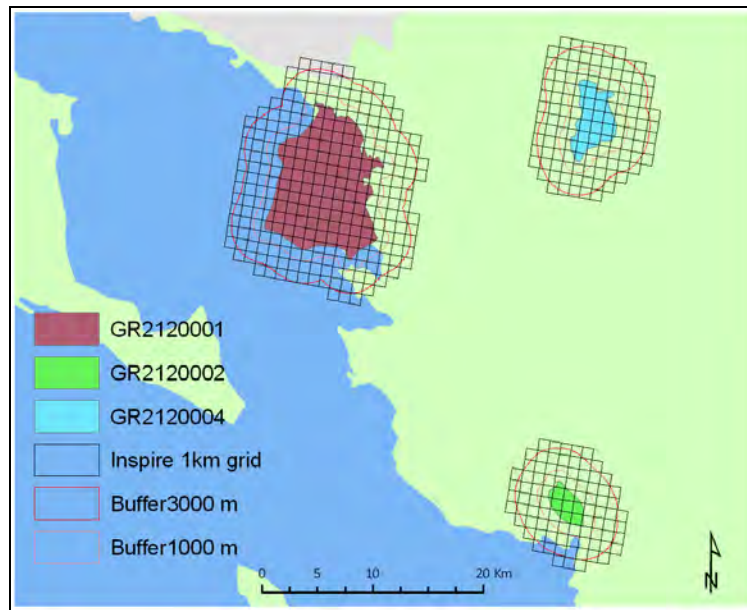 GR2120001
GR2120002
GR2120004
Inspire 1km grid
Buffer3000 m
Buffer1000 m
0 5 10 20 Km
N